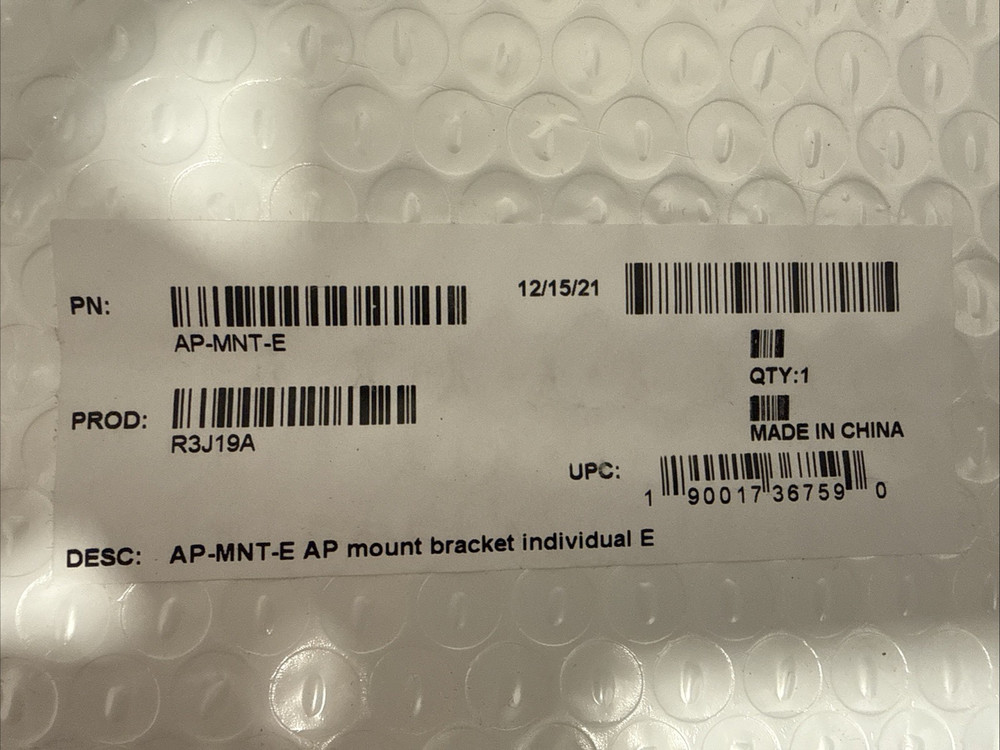 PN:
AP-MNT-E
12/15/21
QTY:1
PROD:
R3J19A
MADE IN CHINA
UPC:
1 90017 36759 0
DESC: AP-MNT-E AP mount bracket individual E